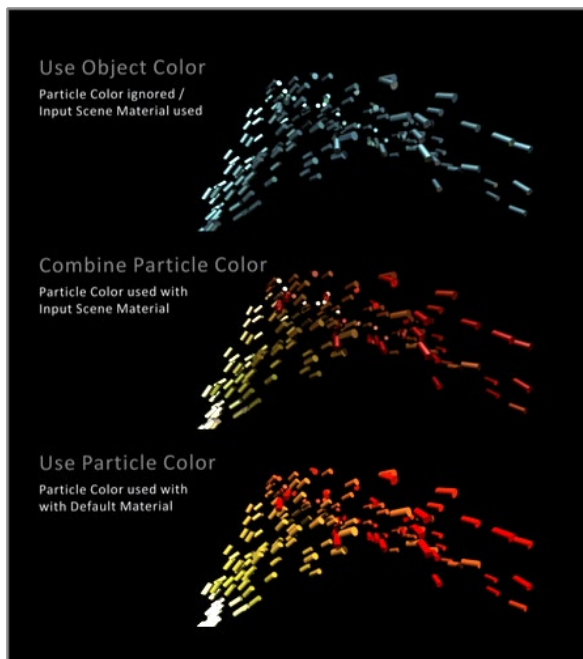 Use Object Color
Particle Color ignored /
Input Scene Material used
Combine Particle Color
Particle Color used with
Input Scene Material
Use Particle Color
Particle Color used with
with Default Material